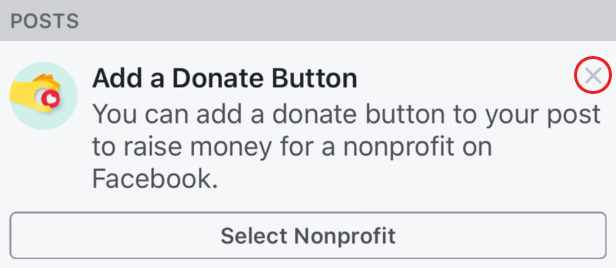 POSTS
Add a Donate Button
You can add a donate button to your post
to raise money for a nonprofit on
Facebook.
Select Nonprofit